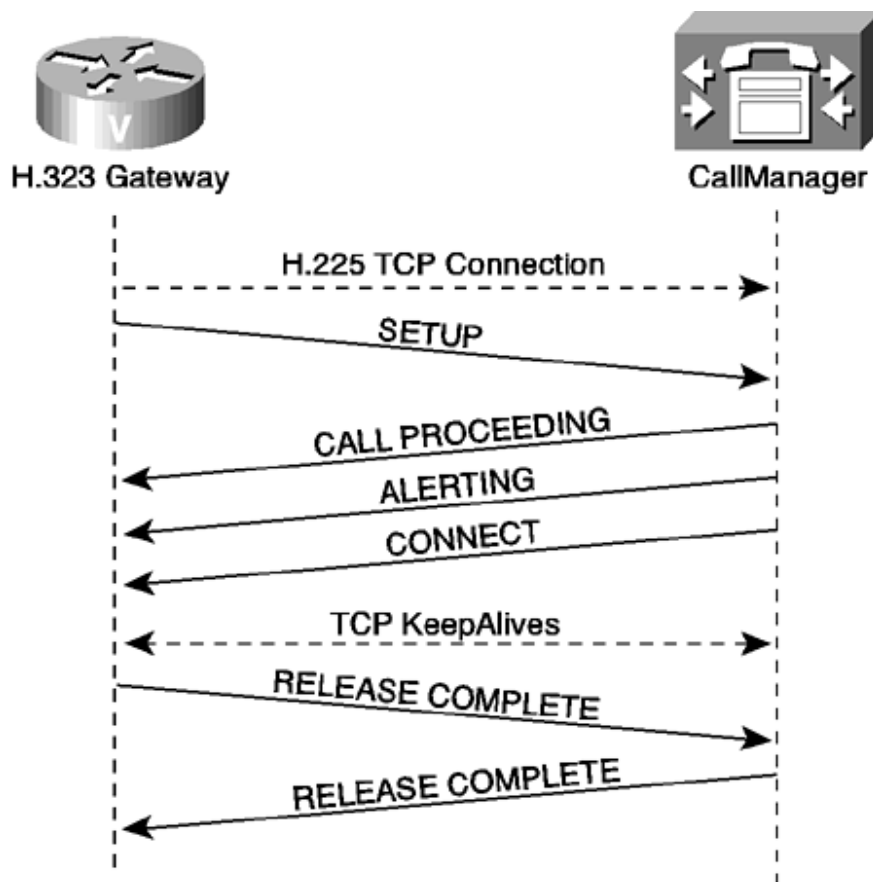 V
H.323 Gateway
CallManager
H.225 TCP Connection
SETUP
CALL PROCEEDING
ALERTING
CONNECT
TCP KeepAlives
RELEASE COMPLETE
RELEASE COMPLETE